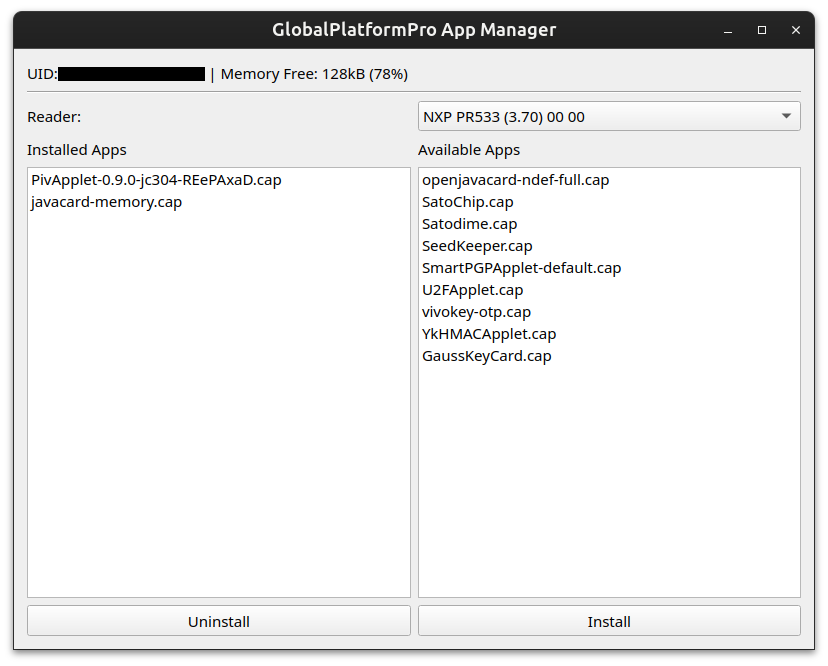 GlobalPlatformPro App Manager
UID: | Memory Free: 128kB (78%)
Reader:
NXP PR533 (3.70) 00 00
Installed Apps
PivApplet-0.9.0-jc304-REePAxaD.cap
javacard-memory.cap
Available Apps
openjavacard-ndef-full.cap
SatoChip.cap
Satodime.cap
SeedKeeper.cap
SmartPGPApplet-default.cap
U2FApplet.cap
vivokey-otp.cap
YkHMACApplet.cap
GaussKeyCard.cap
Uninstall
Install